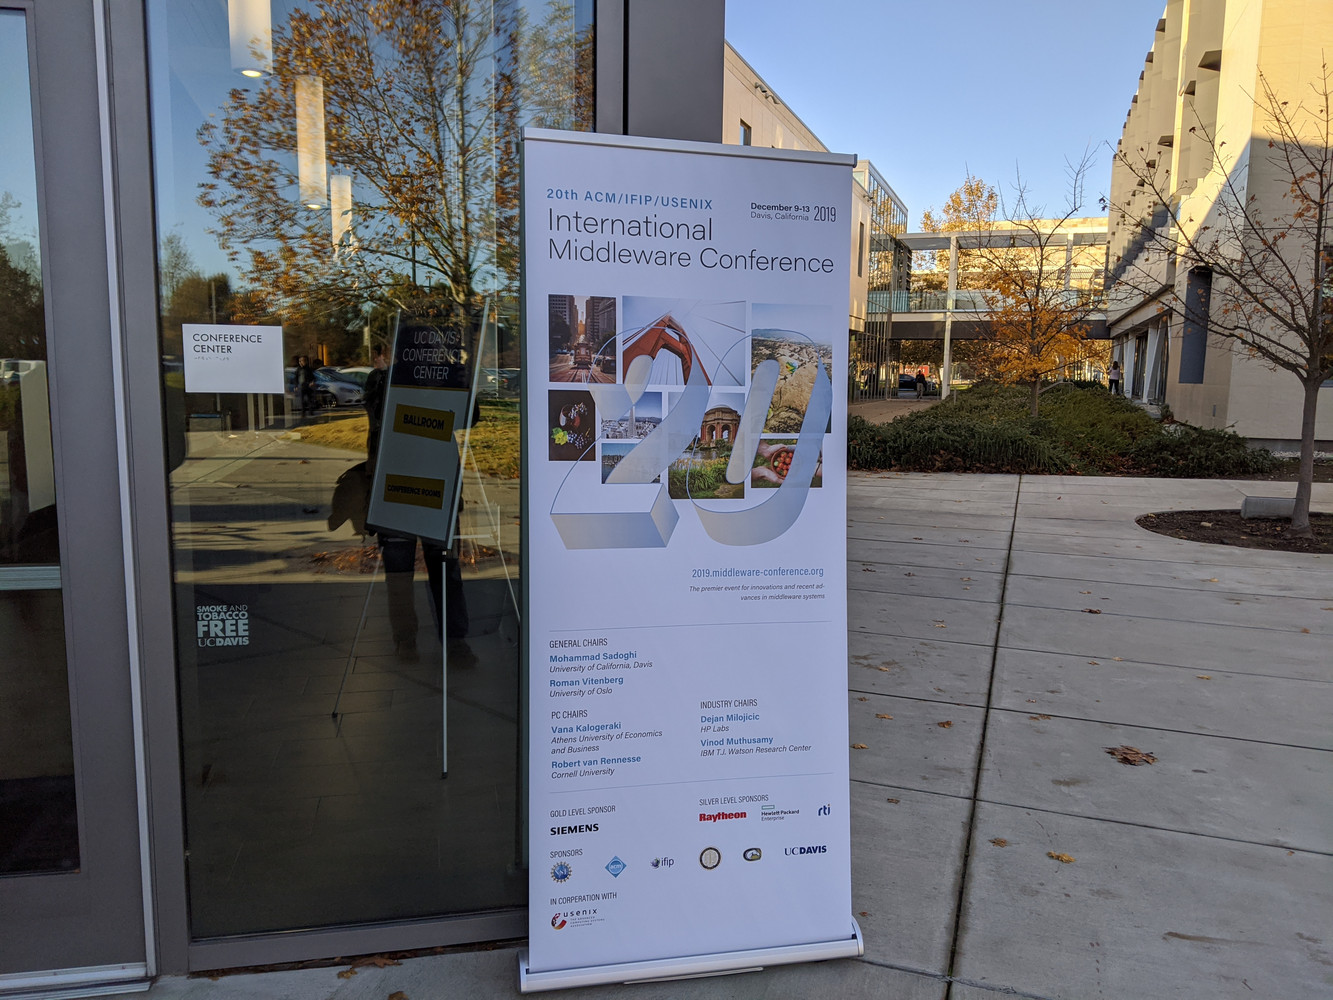 CONFERENCE
CENTER
UC DAVIS
CONFERENCE
CENTER
BALLROOM
CONFERENCE ROOMS
SMOKE AND
TOBACCO
FREE
UCDAVIS
20th ACM/IFIP/USENIX
International
Middleware Conference
December 9-13
Davis, California
2019
20
2019.middleware-conference.org
The premier event for innovations and recent ad-
vances in middleware systems
GENERAL CHAIRS
Mohammad Sadoghi
University of California, Davis
Roman Vitenberg
University of Oslo
PC CHAIRS
Vana Kalogeraki
Athens University of Economics
and Business
Robert van Rennesse
Cornell University
INDUSTRY CHAIRS
Dejan Milojicic
HP Labs
Vinod Muthusamy
IBM T.J. Watson Research Center
GOLD LEVEL SPONSOR
SIEMENS
SILVER LEVEL SPONSORS
Raytheon
Hewlett Packard
Enterprise
rti
SPONSORS
ifip
UCDAVIS
IN CORPERATION WITH
usenix